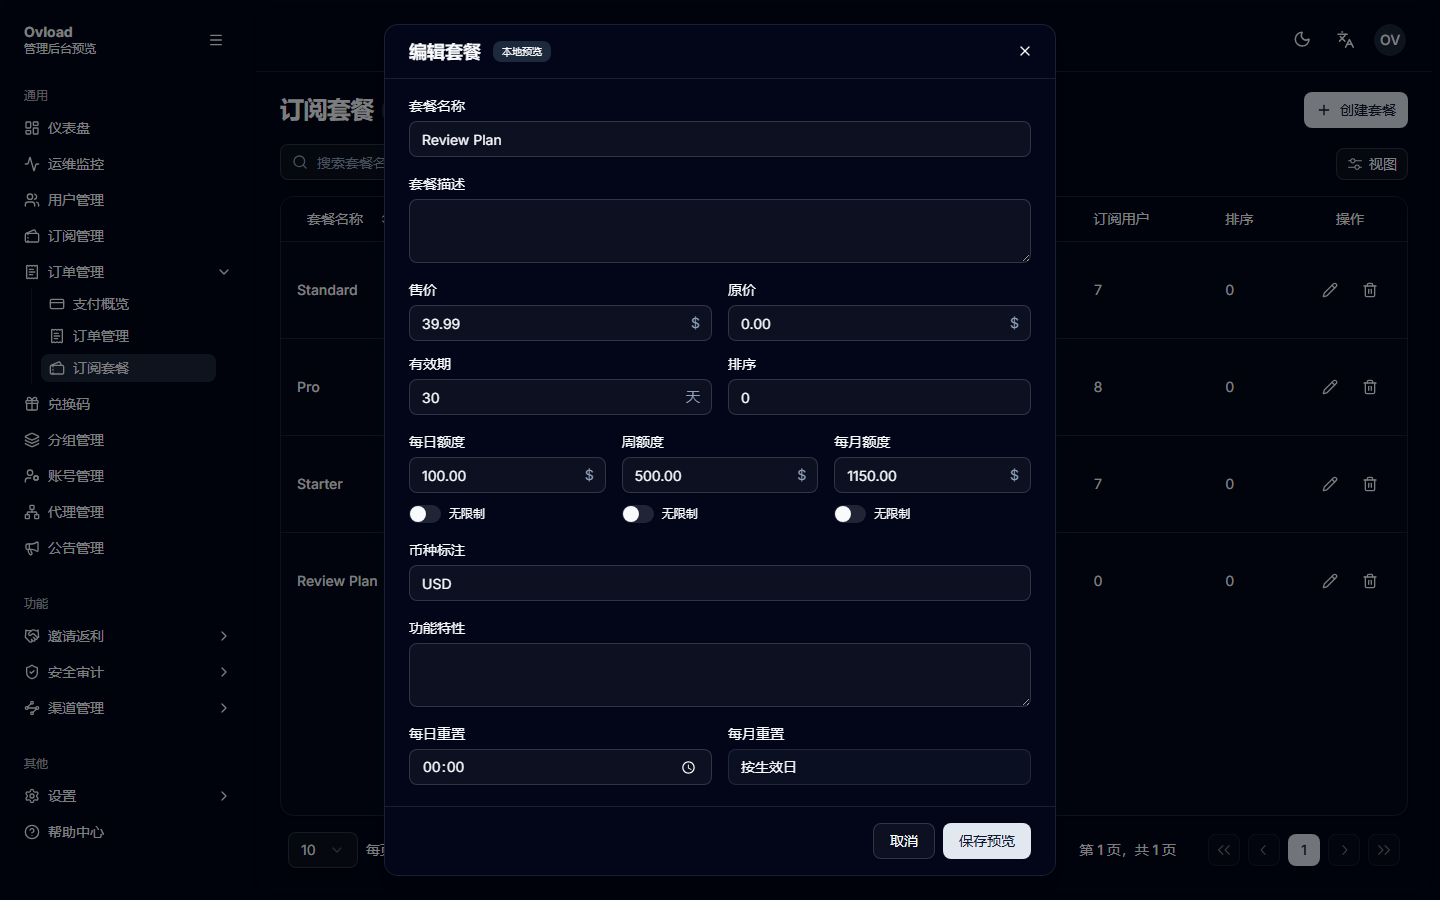 Ovload
管理后台预览
通用
仪表盘
运维监控
用户管理
订阅管理
订单管理
支付概览
订单管理
订阅套餐
兑换码
分组管理
账号管理
代理管理
公告管理
功能
邀请返利
安全审计
渠道管理
其他
设置
帮助中心
OV
订阅套餐
创建套餐
搜索套餐名
视图
套餐名称
订阅用户
排序
操作
Standard
7
0
Pro
8
0
Starter
7
0
Review Plan
0
0
10
第 1 页，共 1 页
1
编辑套餐
本地预览
套餐名称
Review Plan
套餐描述
售价
原价
39.99 $
0.00 $
有效期
排序
30 天
0
每日额度
周额度
每月额度
100.00 $
500.00 $
1150.00 $
无限制
无限制
无限制
币种标注
USD
功能特性
每日重置
每月重置
00:00
按生效日
取消
保存预览